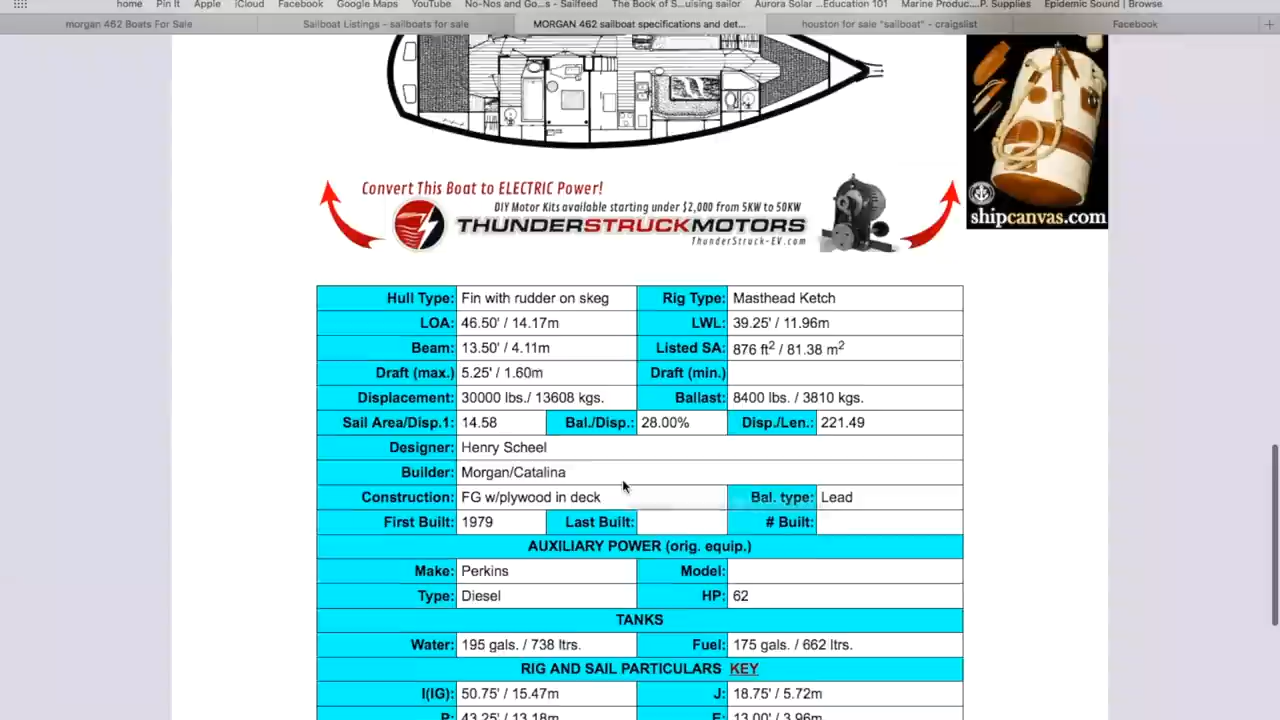 home Pin It Apple iCloud Facebook Google Maps YouTube No-Nos and Go...s - Sailfeed The Book of S...uising sailor Aurora Solar ...Education 101 Marine Produc....P. Supplies Epidemic Sound | Browse
morgan 462 Boats For Sale Sailboat Listings - sailboats for sale MORGAN 462 sailboat specifications and det... houston for sale "sailboat" - craigslist Facebook
Convert This Boat to ELECTRIC Power!
DIY Motor Kits available starting under $2,000 from 5KW to 50KW
THUNDERSTRUCKMOTORS
ThunderStruck-EV.com
shipcanvas.com
Hull Type: Fin with rudder on skeg Rig Type: Masthead Ketch
LOA: 46.50' / 14.17m LWL: 39.25' / 11.96m
Beam: 13.50' / 4.11m Listed SA: 876 ft2 / 81.38 m2
Draft (max.) 5.25' / 1.60m Draft (min.)
Displacement: 30000 lbs./ 13608 kgs. Ballast: 8400 lbs. / 3810 kgs.
Sail Area/Disp.1: 14.58 Bal./Disp.: 28.00% Disp./Len.: 221.49
Designer: Henry Scheel
Builder: Morgan/Catalina
Construction: FG w/plywood in deck Bal. type: Lead
First Built: 1979 Last Built: # Built:
AUXILIARY POWER (orig. equip.)
Make: Perkins Model:
Type: Diesel HP: 62
TANKS
Water: 195 gals. / 738 ltrs. Fuel: 175 gals. / 662 ltrs.
RIG AND SAIL PARTICULARS KEY
I(IG): 50.75' / 15.47m J: 18.75' / 5.72m
P: 43.25' / 13.18m E: 13.00' / 3.96m